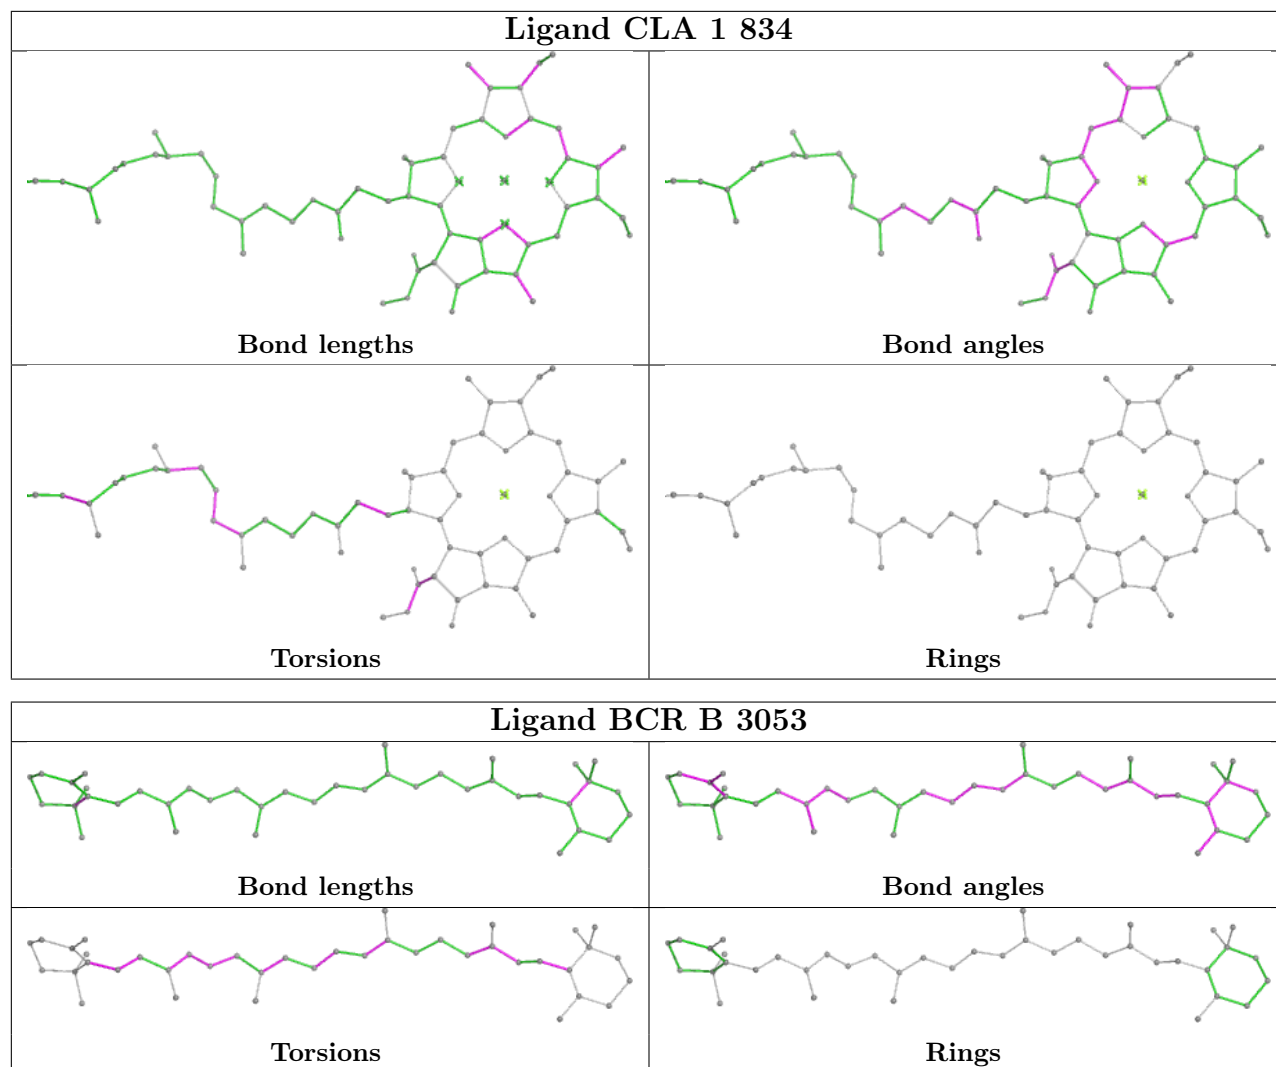 Ligand CLA 1 834
Bond lengths
Bond angles
Torsions
Rings
Ligand BCR B 3053
Bond lengths
Bond angles
Torsions
Rings